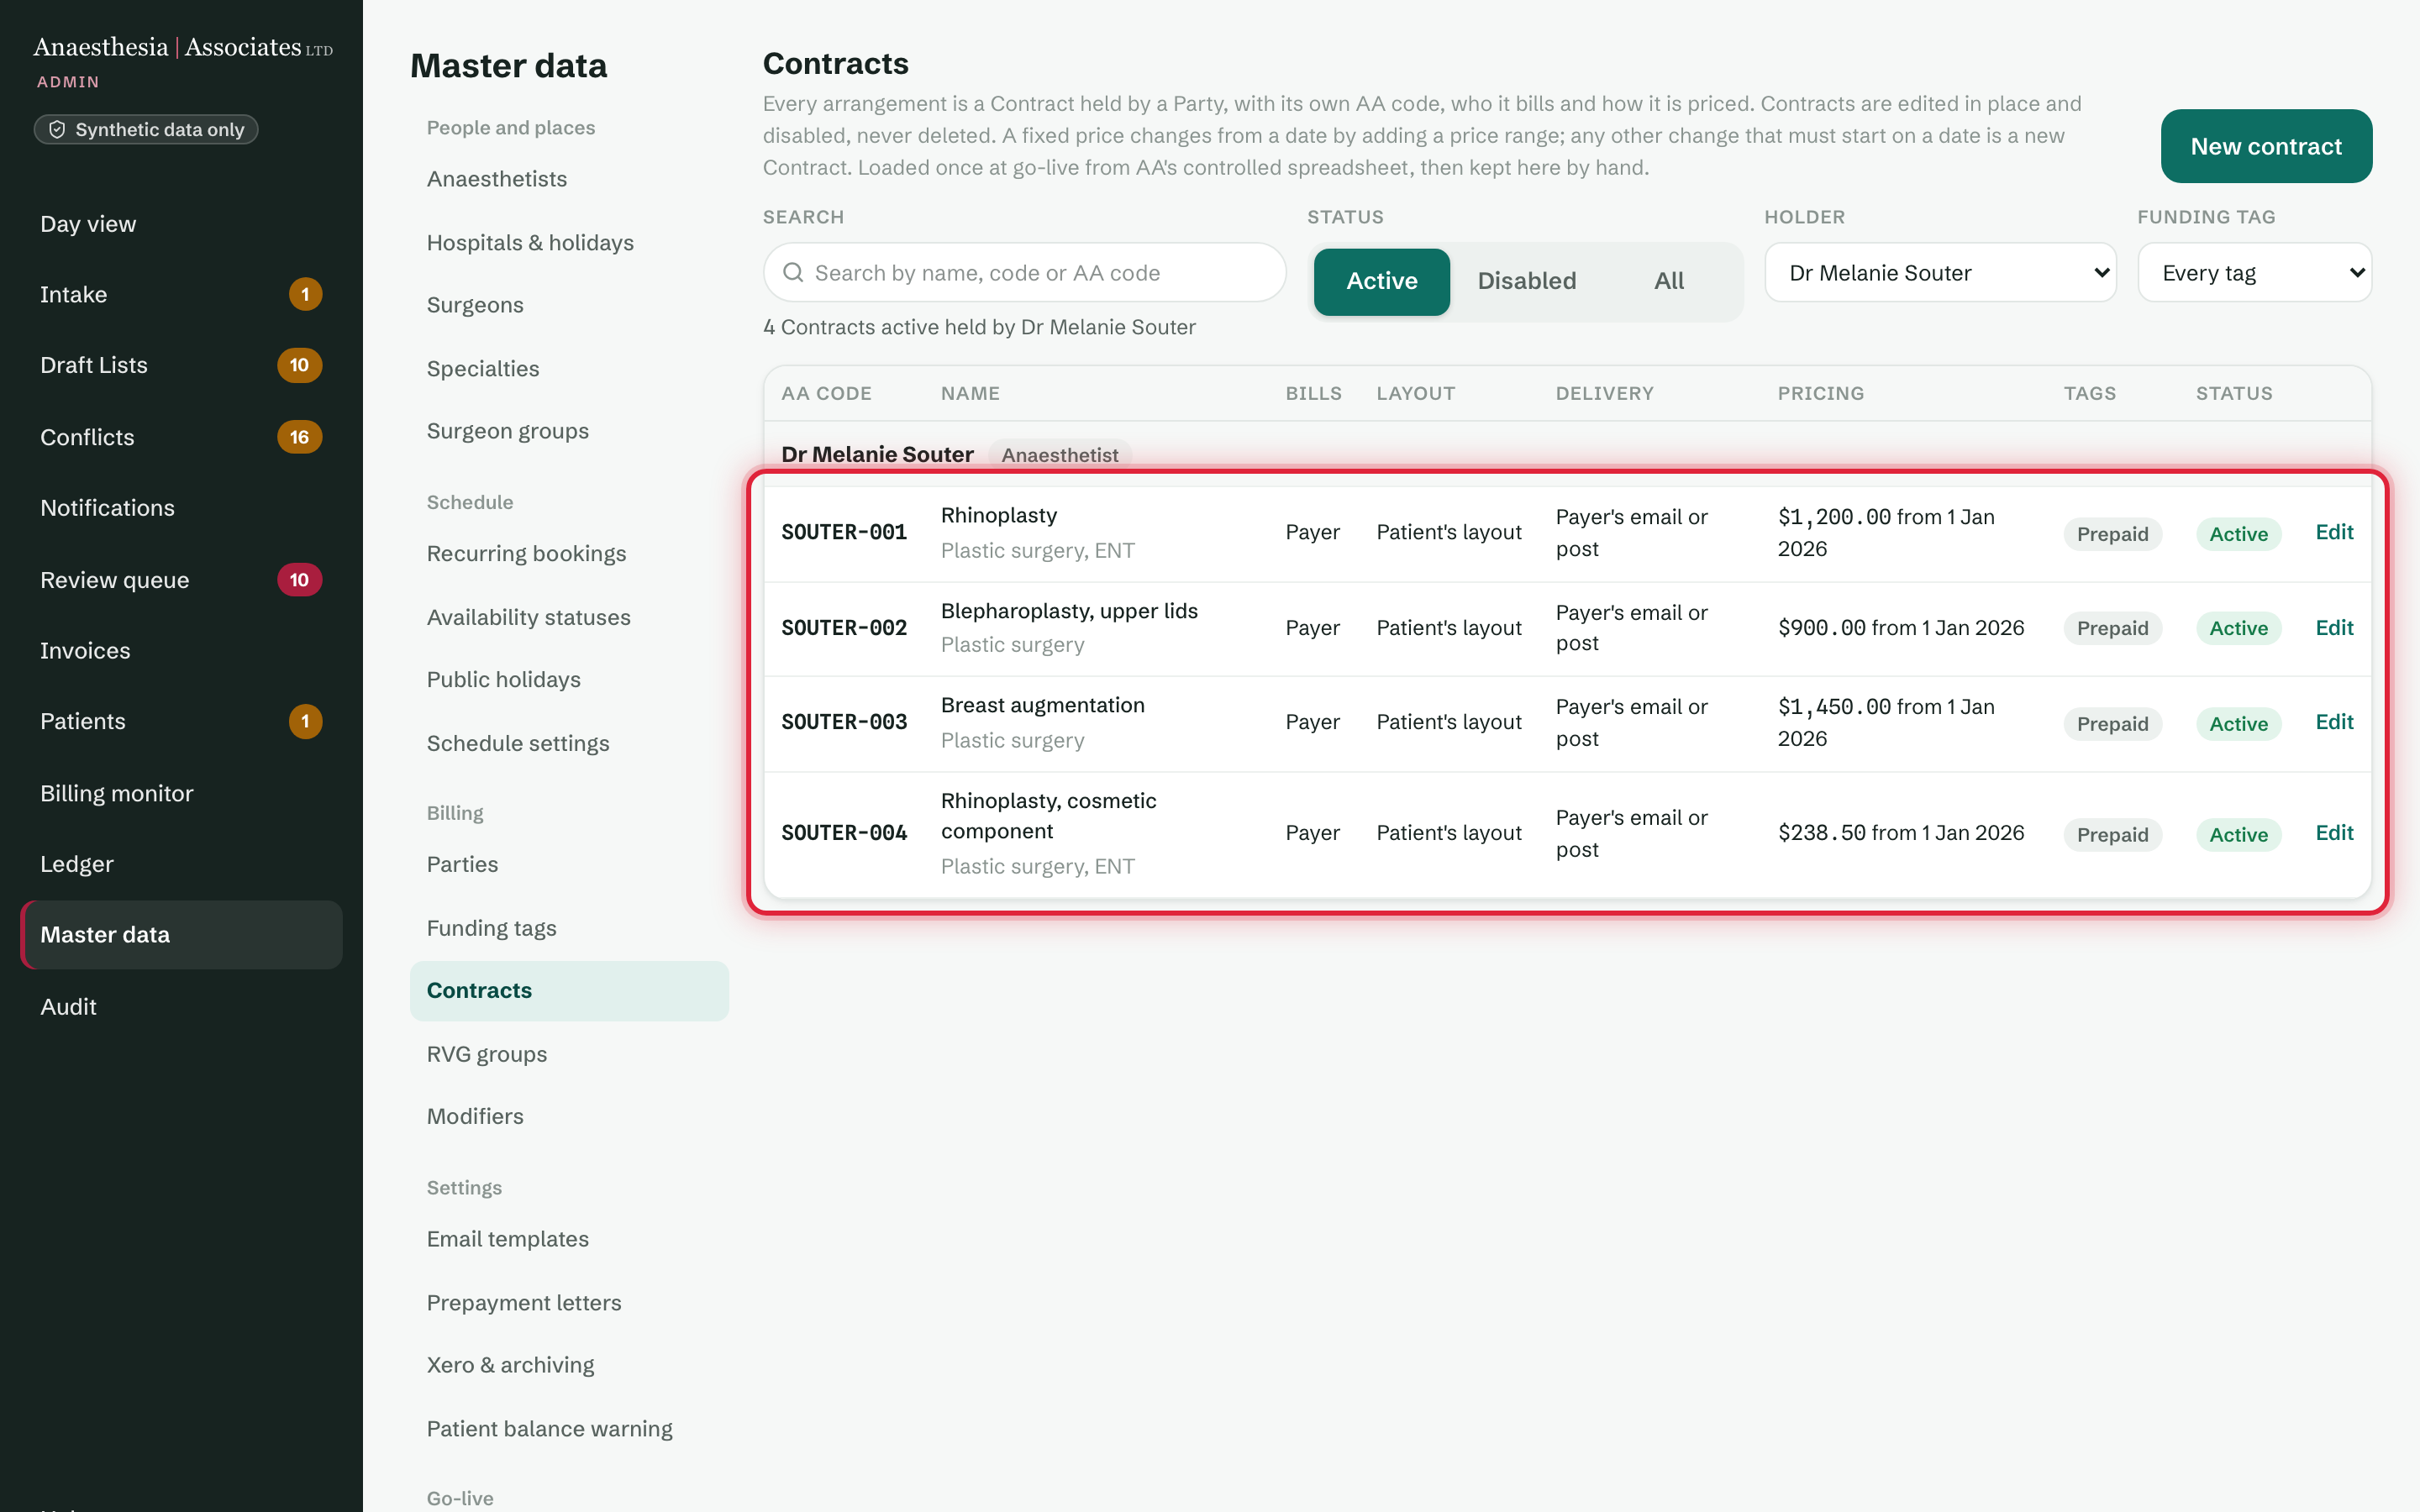 Anaesthesia | Associates LTD
ADMIN
Synthetic data only
Day view
Intake 1
Draft Lists 10
Conflicts 16
Notifications
Review queue 10
Invoices
Patients 1
Billing monitor
Ledger
Master data
Audit
Master data
People and places
Anaesthetists
Hospitals & holidays
Surgeons
Specialties
Surgeon groups
Schedule
Recurring bookings
Availability statuses
Public holidays
Schedule settings
Billing
Parties
Funding tags
Contracts
RVG groups
Modifiers
Settings
Email templates
Prepayment letters
Xero & archiving
Patient balance warning
Go-live
Contracts
Every arrangement is a Contract held by a Party, with its own AA code, who it bills and how it is priced. Contracts are edited in place and
disabled, never deleted. A fixed price changes from a date by adding a price range; any other change that must start on a date is a new
Contract. Loaded once at go-live from AA's controlled spreadsheet, then kept here by hand.
New contract
SEARCH STATUS HOLDER FUNDING TAG
Search by name, code or AA code Active Disabled All Dr Melanie Souter Every tag
4 Contracts active held by Dr Melanie Souter
AA CODE NAME BILLS LAYOUT DELIVERY PRICING TAGS STATUS
Dr Melanie Souter Anaesthetist
SOUTER-001 Rhinoplasty Payer Patient's layout Payer's email or $1,200.00 from 1 Jan Prepaid Active Edit
Plastic surgery, ENT post 2026
SOUTER-002 Blepharoplasty, upper lids Payer Patient's layout Payer's email or $900.00 from 1 Jan 2026 Prepaid Active Edit
Plastic surgery post
SOUTER-003 Breast augmentation Payer Patient's layout Payer's email or $1,450.00 from 1 Jan Prepaid Active Edit
Plastic surgery post 2026
SOUTER-004 Rhinoplasty, cosmetic Payer Patient's layout Payer's email or $238.50 from 1 Jan 2026 Prepaid Active Edit
component post
Plastic surgery, ENT